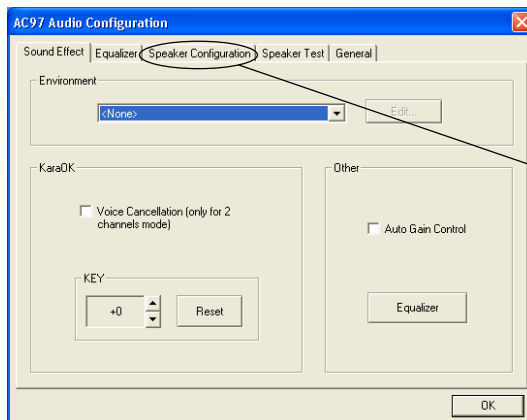 AC97 Audio Configuration
Sound Effect Equalizer Speaker Configuration Speaker Test General
Environment
<None>
Edit...
KaraOK
Voice Cancellation (only for 2
channels mode)
KEY
+0
Reset
Other
Auto Gain Control
Equalizer
OK